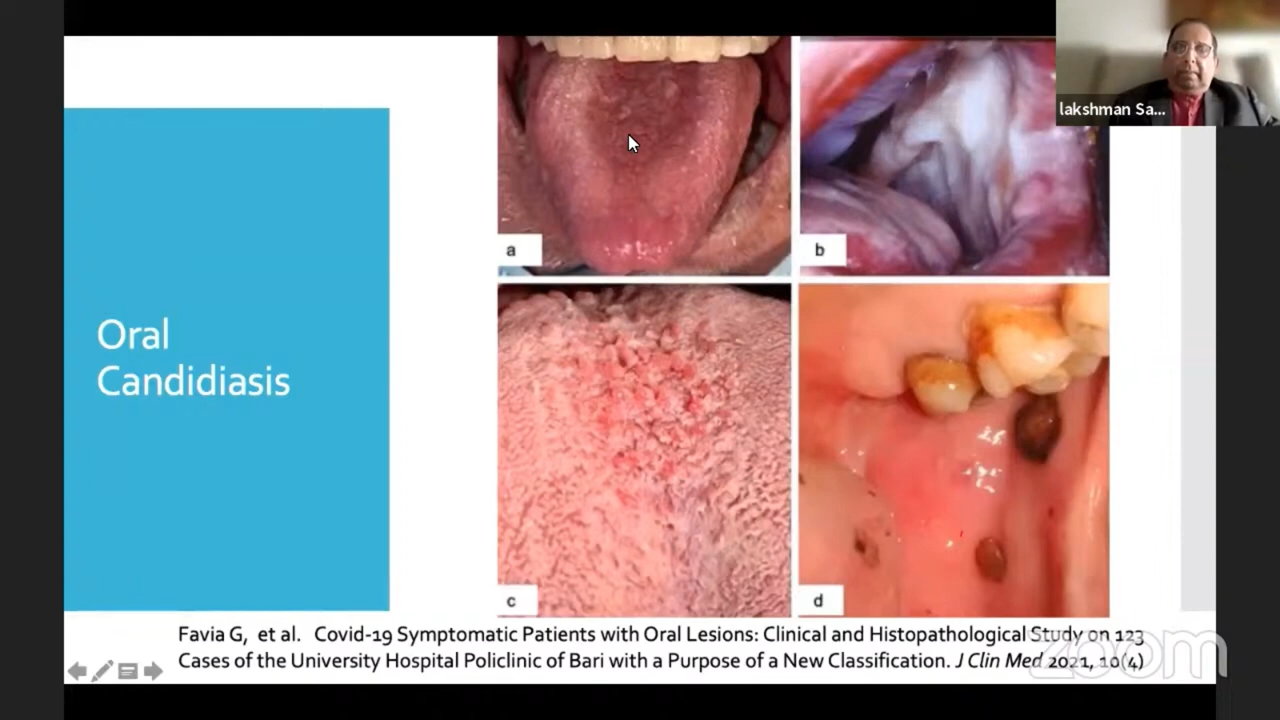 lakshman Sa...
Oral
Candidiasis
a
b
c
d
Favia G, et al. Covid-19 Symptomatic Patients with Oral Lesions: Clinical and Histopathological Study on 123
Cases of the University Hospital Policlinic of Bari with a Purpose of a New Classification. J Clin Med 2021, 10(4)
zoom